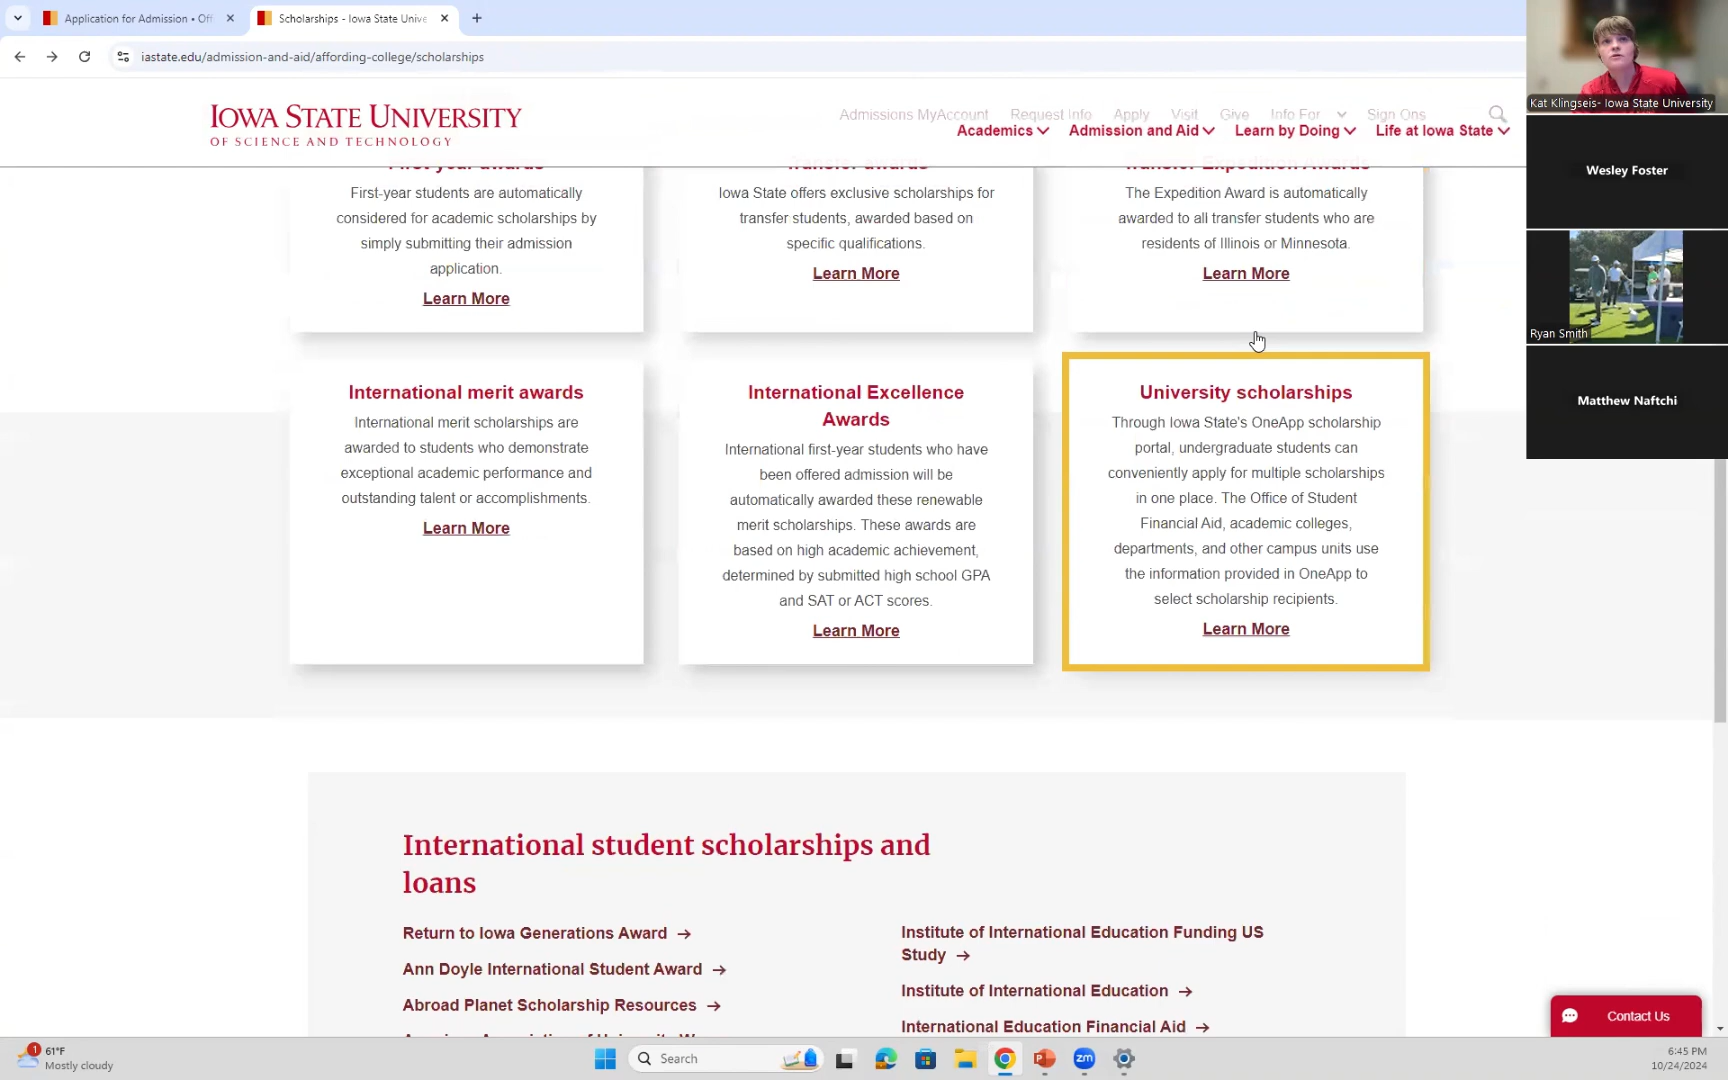 Application for Admission • Off
Scholarships - Iowa State Unive
iastate.edu/admission-and-aid/affording-college/scholarships
IOWA STATE UNIVERSITY
OF SCIENCE AND TECHNOLOGY
Admissions MyAccount
Request Info
Apply
Visit
Give
Info For
Sign Ons
Academics
Admission and Aid
Learn by Doing
Life at Iowa State
First-year awards
First-year students are automatically
considered for academic scholarships by
simply submitting their admission
application.
Learn More
Transfer awards
Iowa State offers exclusive scholarships for
transfer students, awarded based on
specific qualifications.
Learn More
Transfer Expedition Awards
The Expedition Award is automatically
awarded to all transfer students who are
residents of Illinois or Minnesota.
Learn More
International merit awards
International merit scholarships are
awarded to students who demonstrate
exceptional academic performance and
outstanding talent or accomplishments.
Learn More
International Excellence
Awards
International first-year students who have
been offered admission will be
automatically awarded these renewable
merit scholarships. These awards are
based on high academic achievement,
determined by submitted high school GPA
and SAT or ACT scores.
Learn More
University scholarships
Through Iowa State's OneApp scholarship
portal, undergraduate students can
conveniently apply for multiple scholarships
in one place. The Office of Student
Financial Aid, academic colleges,
departments, and other campus units use
the information provided in OneApp to
select scholarship recipients.
Learn More
International student scholarships and
loans
Return to Iowa Generations Award →
Ann Doyle International Student Award →
Abroad Planet Scholarship Resources →
Institute of International Education Funding US
Study →
Institute of International Education →
International Education Financial Aid →
Contact Us
Kat Klingseis- Iowa State University
Wesley Foster
Ryan Smith
Matthew Naftchi
1
61°F
Mostly cloudy
Search
zm
6:45 PM
10/24/2024